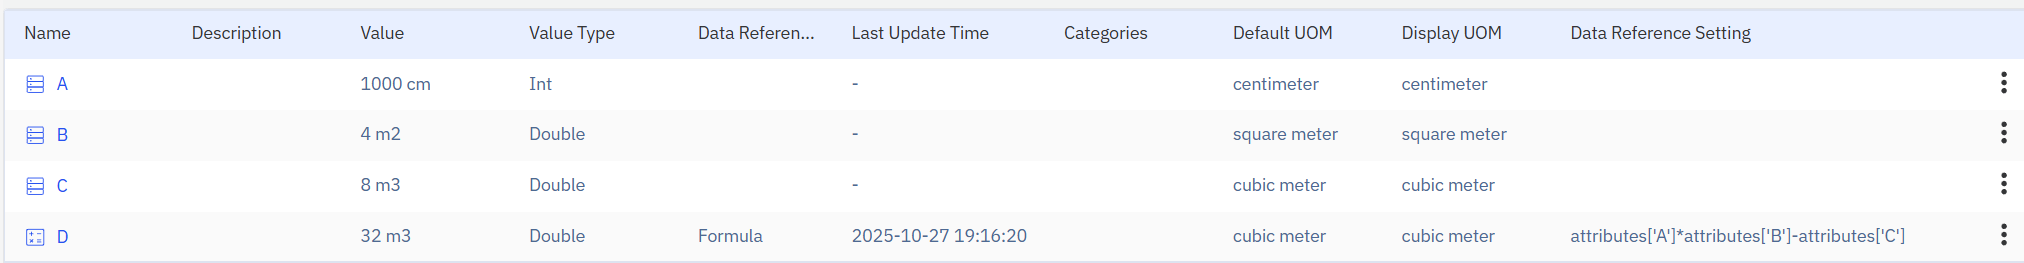 Name Description Value Value Type Data Referen... Last Update Time Categories Default UOM Display UOM Data Reference Setting
A 1000 cm Int - centimeter centimeter
B 4 m2 Double - square meter square meter
C 8 m3 Double - cubic meter cubic meter
D 32 m3 Double Formula 2025-10-27 19:16:20 cubic meter cubic meter attributes['A']*attributes['B']-attributes['C']